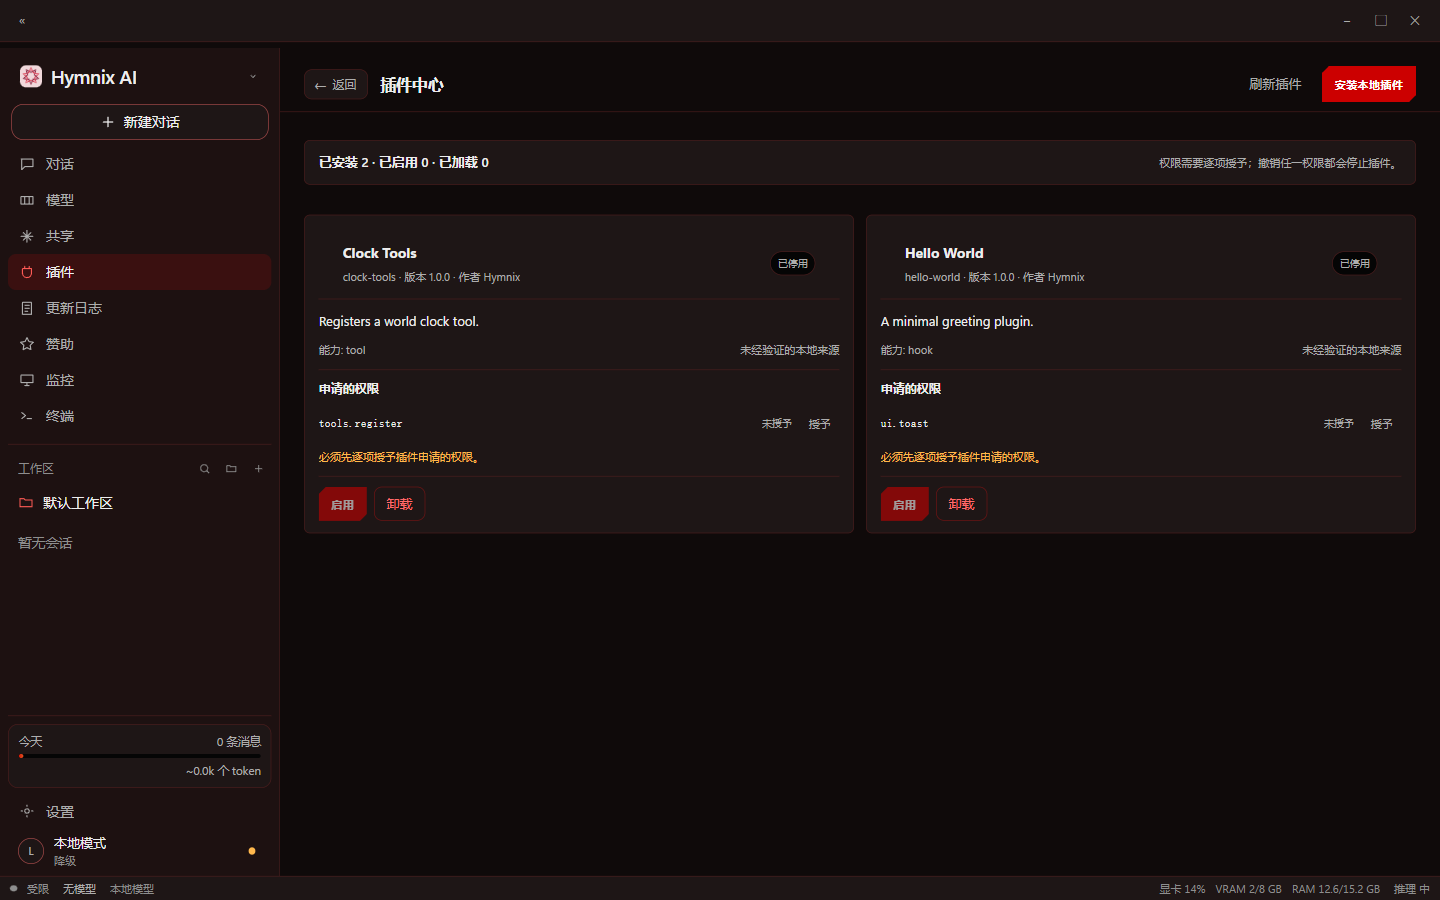 «
Hymnix AI
+ 新建对话
对话
模型
共享
插件
更新日志
赞助
监控
终端
工作区
默认工作区
暂无会话
今天 0 条消息
~0.0k 个 token
设置
L 本地模式
降级
← 返回 插件中心 刷新插件 安装本地插件
已安装 2 · 已启用 0 · 已加载 0 权限需要逐项授予；撤销任一权限都会停止插件。
Clock Tools
clock-tools · 版本 1.0.0 · 作者 Hymnix
已停用
Registers a world clock tool.
能力: tool 未经验证的本地来源
申请的权限
tools.register 未授予 授予
必须先逐项授予插件申请的权限。
启用 卸载
Hello World
hello-world · 版本 1.0.0 · 作者 Hymnix
已停用
A minimal greeting plugin.
能力: hook 未经验证的本地来源
申请的权限
ui.toast 未授予 授予
必须先逐项授予插件申请的权限。
启用 卸载
受限 无模型 本地模型 显卡 14% VRAM 2/8 GB RAM 12.6/15.2 GB 推理 中